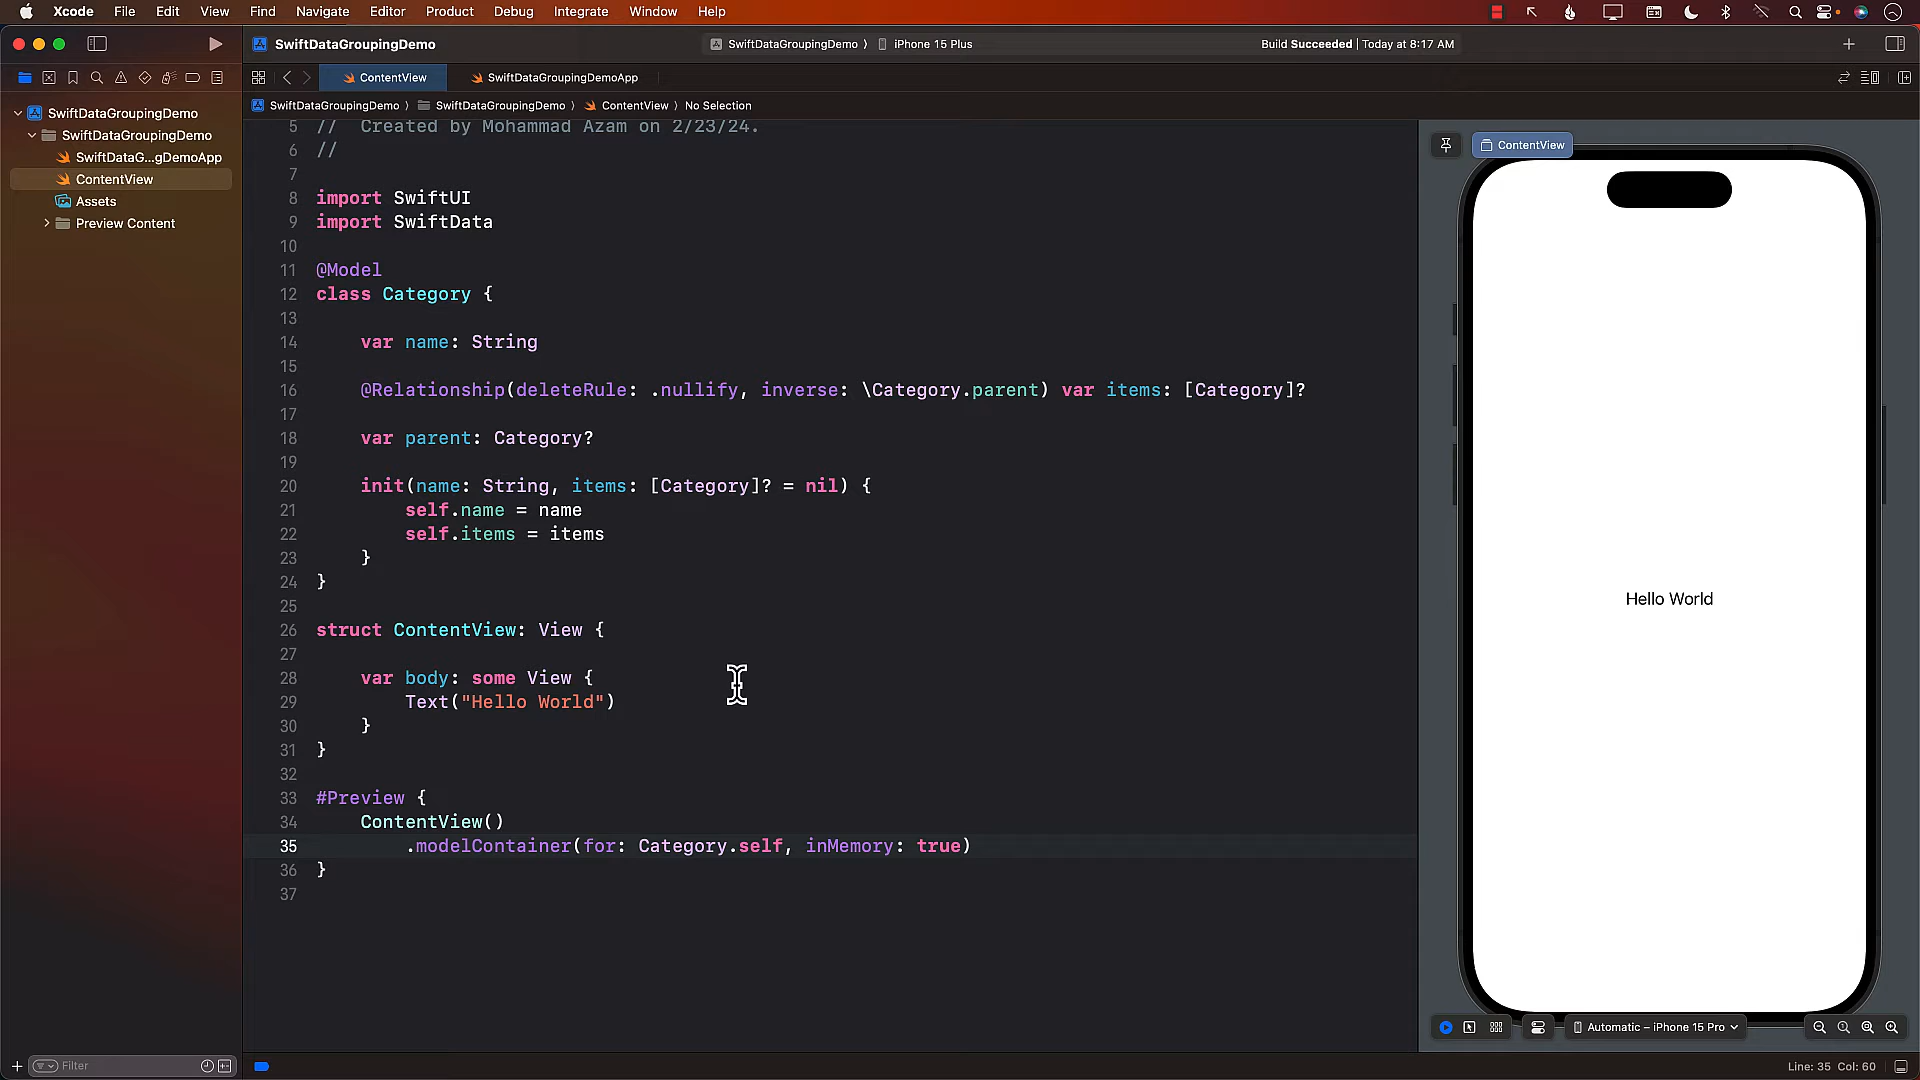 Xcode File Edit View Find Navigate Editor Product Debug Integrate Window Help
SwiftDataGroupingDemo
SwiftDataGroupingDemo ⟩ iPhone 15 Plus
Build Succeeded | Today at 8:17 AM
ContentView
SwiftDataGroupingDemoApp
SwiftDataGroupingDemo ⟩ SwiftDataGroupingDemo ⟩ ContentView ⟩ No Selection
SwiftDataGroupingDemo
SwiftDataGroupingDemo
SwiftDataG...gDemoApp
ContentView
Assets
Preview Content
5 //  Created by Mohammad Azam on 2/23/24.
6 //
7
8 import SwiftUI
9 import SwiftData
10
11 @Model
12 class Category {
13
14     var name: String
15
16     @Relationship(deleteRule: .nullify, inverse: \Category.parent) var items: [Category]?
17
18     var parent: Category?
19
20     init(name: String, items: [Category]? = nil) {
21         self.name = name
22         self.items = items
23     }
24 }
25
26 struct ContentView: View {
27
28     var body: some View {
29         Text("Hello World")
30     }
31 }
32
33 #Preview {
34     ContentView()
35         .modelContainer(for: Category.self, inMemory: true)
36 }
37
ContentView
Hello World
Automatic – iPhone 15 Pro
Filter
Line: 35 Col: 60